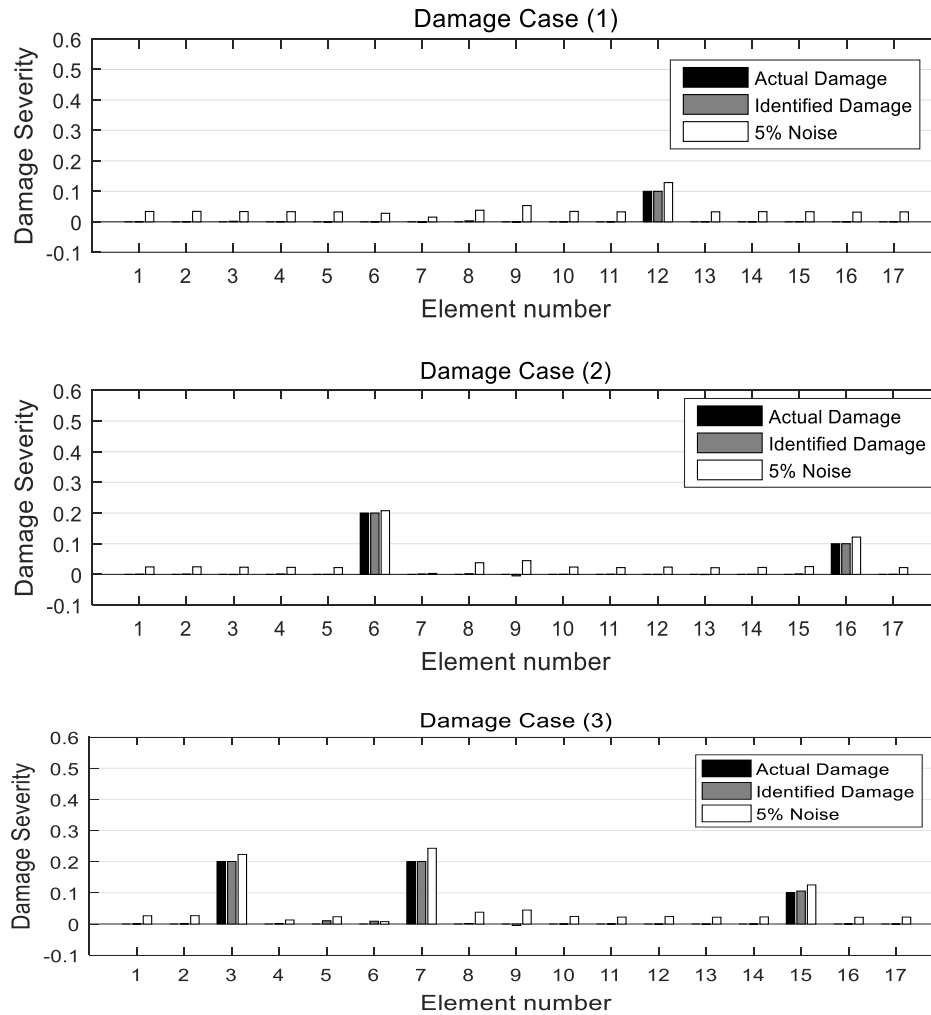 Damage Case (1)
0.6
0.5
0.4
0.3
0.2
0.1
0
-0.1
Damage Severity
Actual Damage
Identified Damage
5% Noise
1 2 3 4 5 6 7 8 9 10 11 12 13 14 15 16 17
Element number
Damage Case (2)
0.6
0.5
0.4
0.3
0.2
0.1
0
-0.1
Damage Severity
Actual Damage
Identified Damage
5% Noise
1 2 3 4 5 6 7 8 9 10 11 12 13 14 15 16 17
Element number
Damage Case (3)
0.6
0.5
0.4
0.3
0.2
0.1
0
-0.1
Damage Severity
Actual Damage
Identified Damage
5% Noise
1 2 3 4 5 6 7 8 9 10 11 12 13 14 15 16 17
Element number